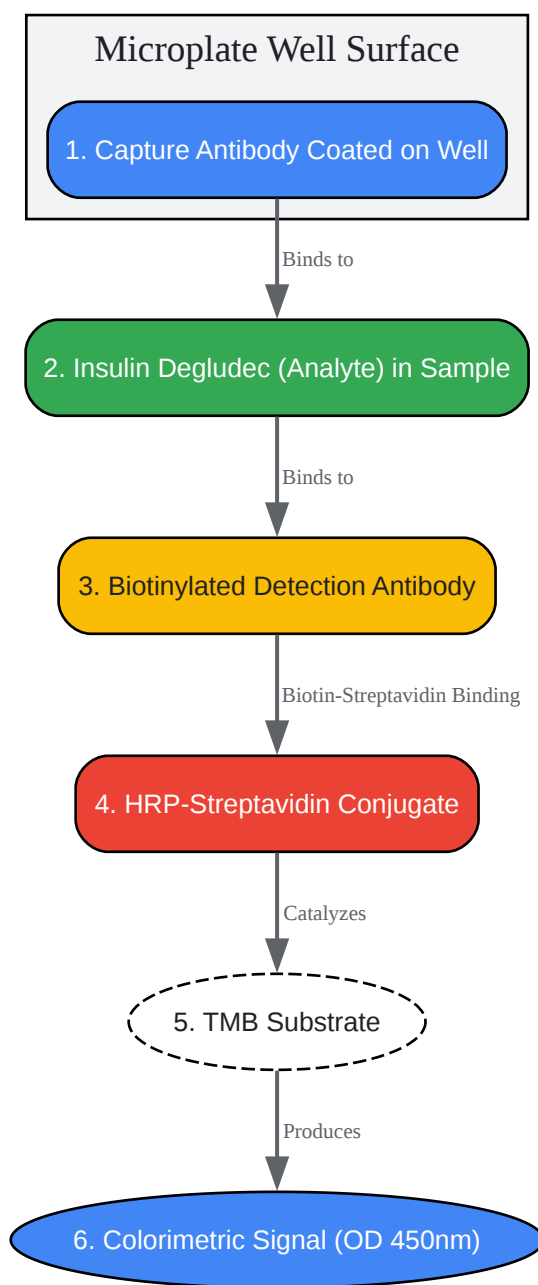 Microplate Well Surface
1. Capture Antibody Coated on Well
Binds to
2. Insulin Degludec (Analyte) in Sample
Binds to
3. Biotinylated Detection Antibody
Biotin-Streptavidin Binding
4. HRP-Streptavidin Conjugate
Catalyzes
5. TMB Substrate
Produces
6. Colorimetric Signal (OD 450nm)